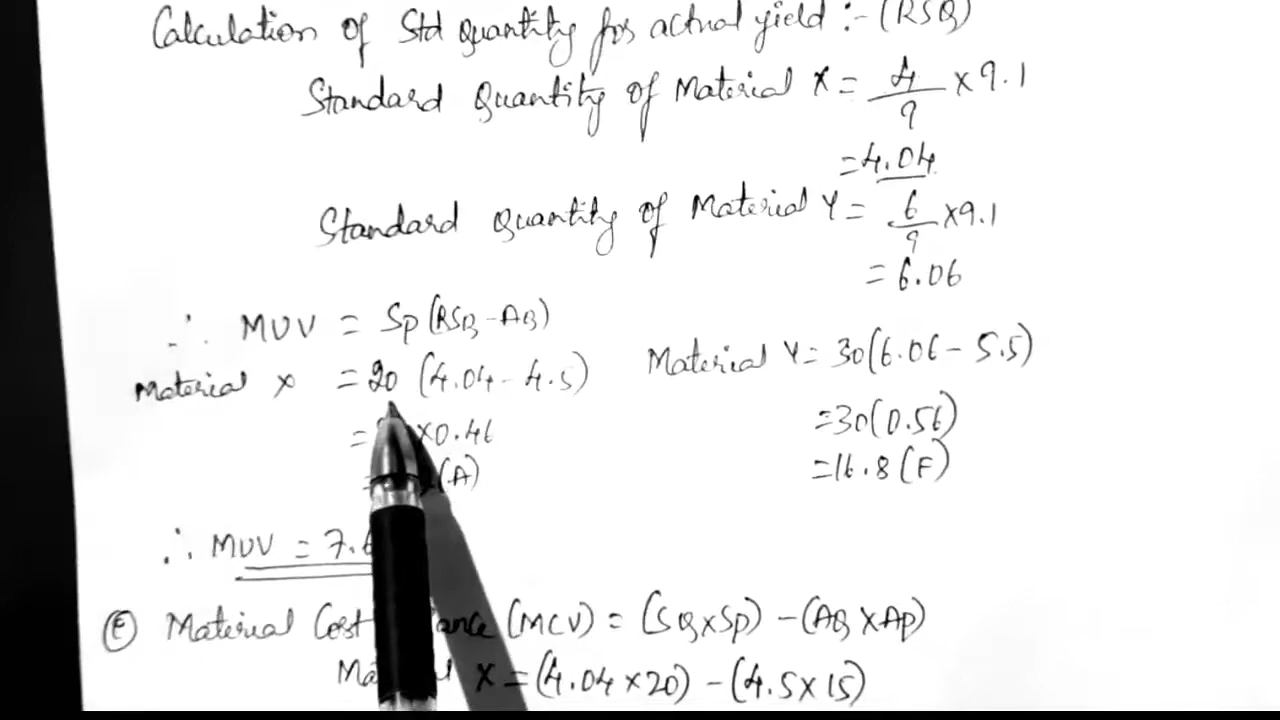 Calculation of Std Quantity for actual yield :- (RSQ)
Standard Quantity of Material X = 4/9 × 9.1
= 4.04
Standard Quantity of Material Y = 6/9 × 9.1
= 6.06
∴ MUV = SP (RSQ - AQ)
Material X = 20 (4.04 - 4.5)
= ×0.46
(A)
Material Y = 30(6.06 - 5.5)
= 30(0.56)
= 16.8 (F)
∴ MUV = 7.
(E) Material Cost (MCV) = (SQ×SP) - (AQ×AP)
X = (4.04×20) - (4.5×15)